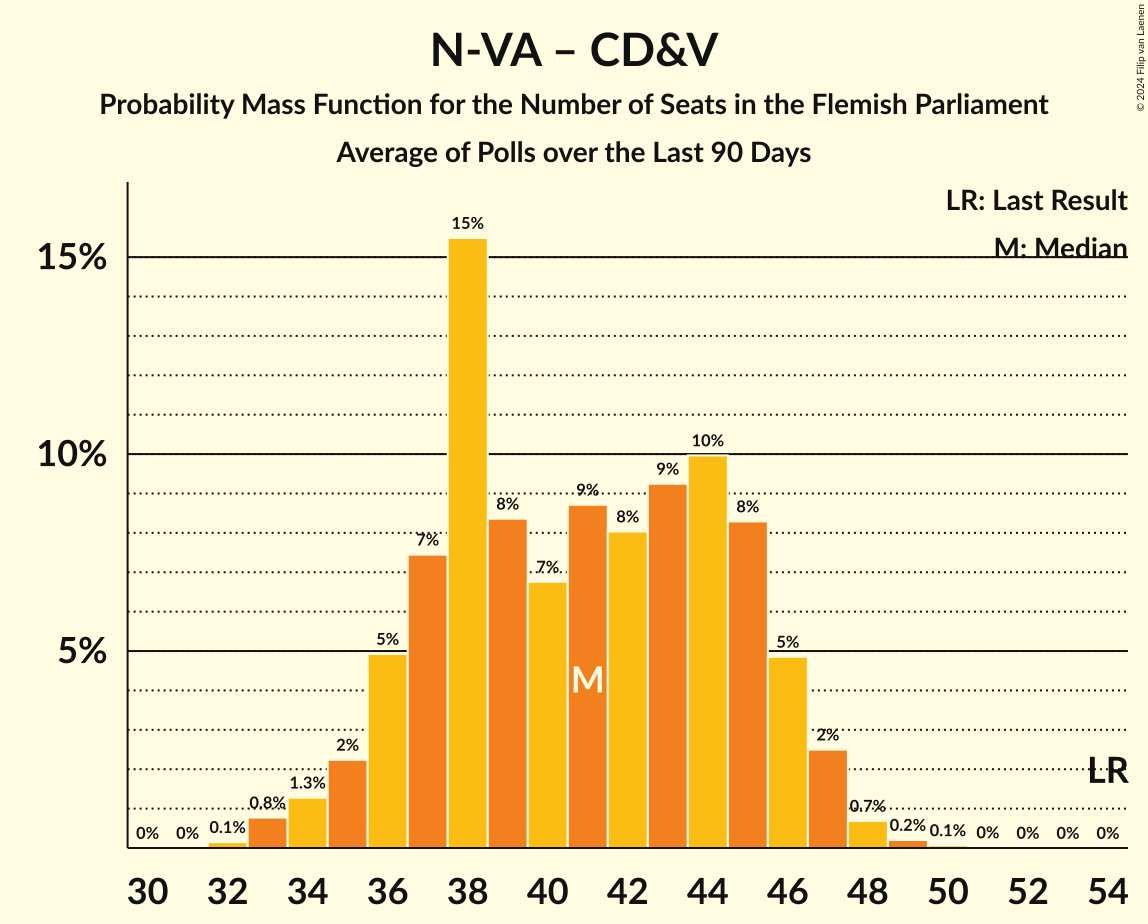 N-VA – CD&V
Probability Mass Function for the Number of Seats in the Flemish Parliament
Average of Polls over the Last 90 Days
© 2024 Filip van Laenen
LR: Last Result
M: Median
15%
10%
5%
0% 0% 0.1% 0.8% 1.3% 2% 5% 7% 15% 8% 7% 9% 8% 9% 10% 8% 5% 2% 0.7% 0.2% 0.1% 0% 0% 0% 0%
M
LR
30 32 34 36 38 40 42 44 46 48 50 52 54